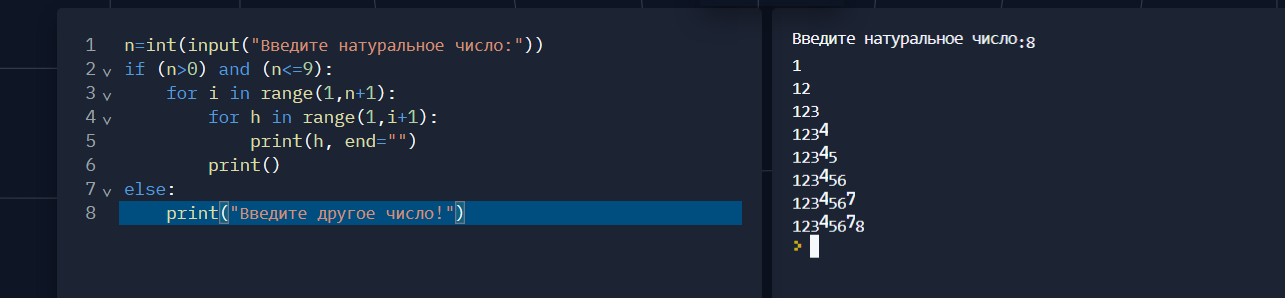 1 n=int(input("Введите натуральное число:"))
2 if (n>0) and (n<=9):
3     for i in range(1,n+1):
4         for h in range(1,i+1):
5             print(h, end="")
6         print()
7 else:
8     print("Введите другое число!")
Введите натуральное число:8
1
12
123
1234
12345
123456
1234567
12345678
>